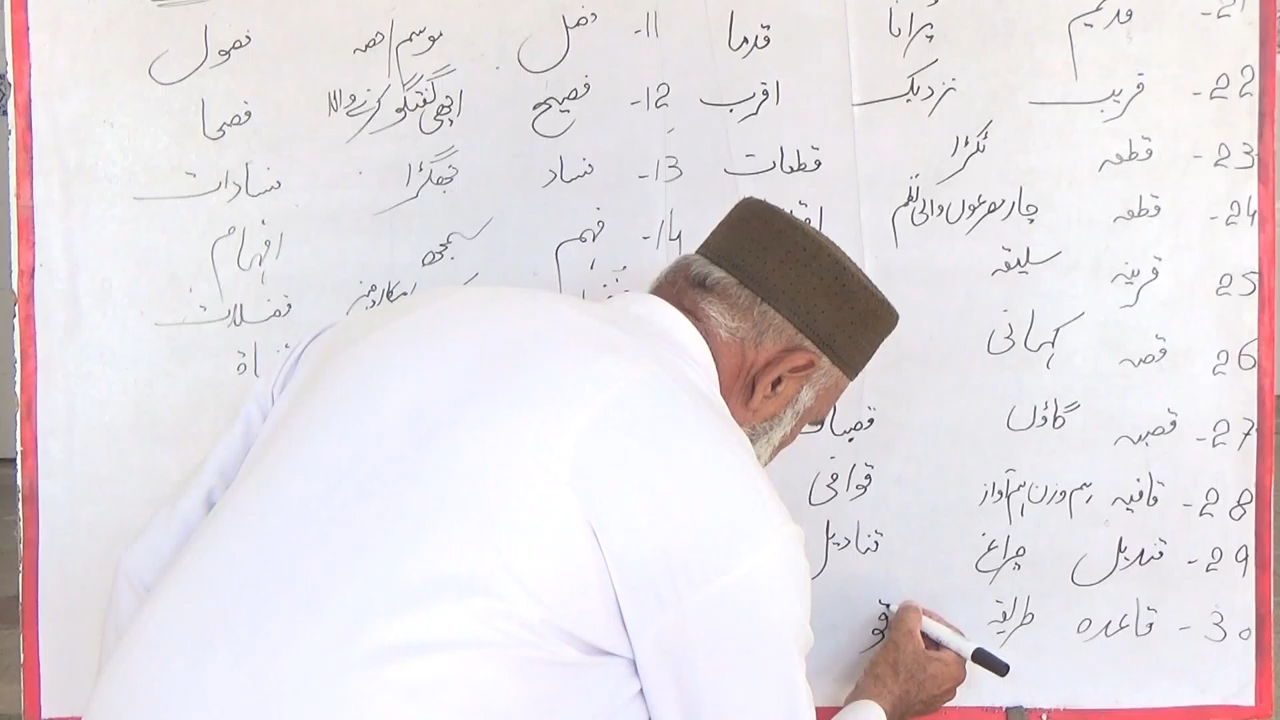 21- قدیم پرانا قدما
22- قریب نزدیک اقرب
23- قطعہ ٹکڑا قطعات
24- قطعہ چار مصرعوں والی نظم
25 قرینہ سلیقہ
26 قصہ کہانی
27- قصبہ گاؤں قصبات
28- قافیہ ہم وزن ہم آواز قوافی
29- قندیل چراغ قنادیل
30- قاعدہ طریقہ قو
11- فصل موسم/حصہ فصول
12- فصیح اچھی گفتگو کرنے والا فصحا
13- فساد جھگڑا فسادات
14- فہم سمجھ افہام
فضلات